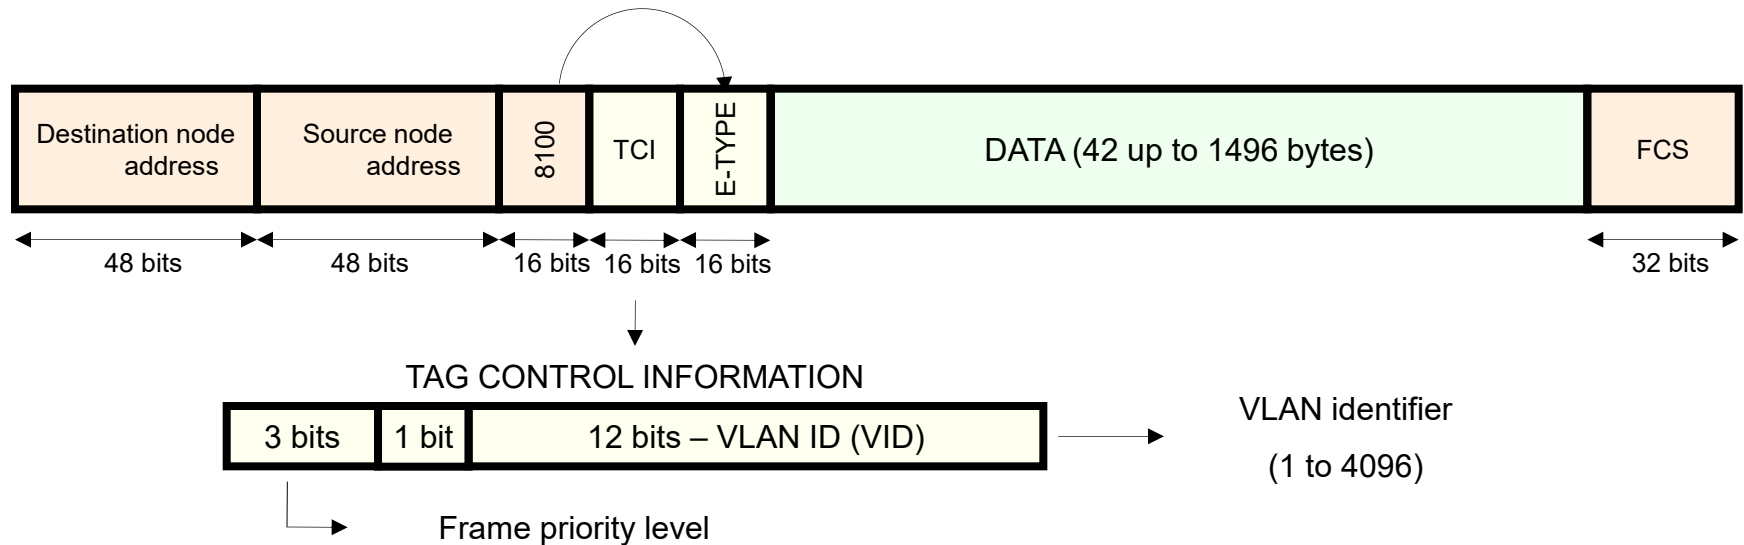 Destination node
address
Source node
address
8100
TCI
E-TYPE
DATA (42 up to 1496 bytes)
FCS
48 bits
48 bits
16 bits
16 bits
16 bits
32 bits
TAG CONTROL INFORMATION
3 bits
1 bit
12 bits – VLAN ID (VID)
VLAN identifier
(1 to 4096)
Frame priority level